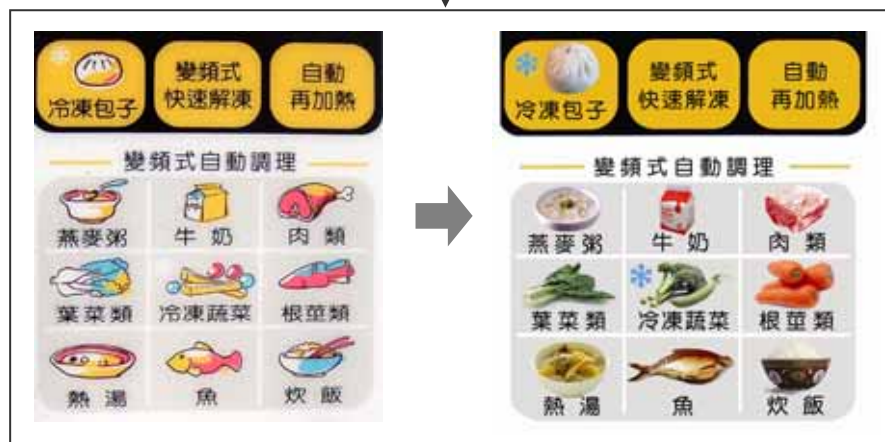 冷凍包子
變頻式
快速解凍
自動
再加熱
變頻式自動調理
燕麥粥
牛奶
肉類
葉菜類
冷凍蔬菜
根莖類
熱湯
魚
炊飯
冷凍包子
變頻式
快速解凍
自動
再加熱
變頻式自動調理
燕麥粥
牛奶
肉類
葉菜類
冷凍蔬菜
根莖類
熱湯
魚
炊飯